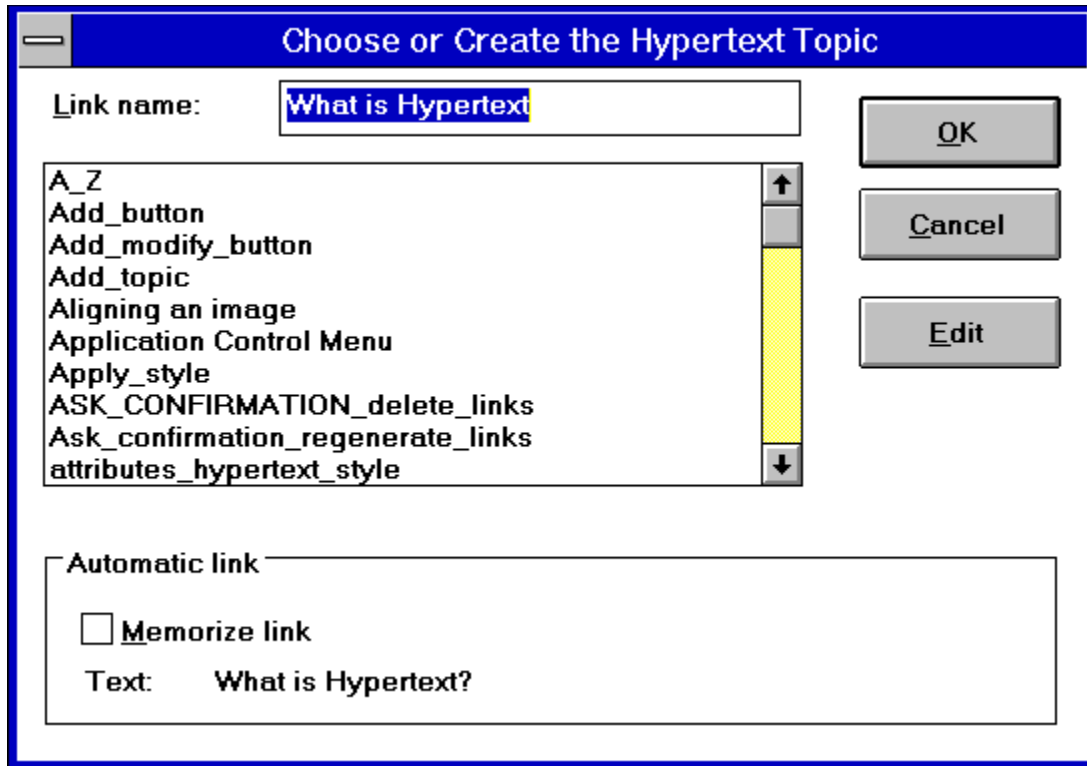 Choose or Create the Hypertext Topic
Link name: What is Hypertext
OK
Cancel
Edit
A_Z
Add_button
Add_modify_button
Add_topic
Aligning an image
Application Control Menu
Apply_style
ASK_CONFIRMATION_delete_links
Ask_confirmation_regenerate_links
attributes_hypertext_style
Automatic link
Memorize link
Text: What is Hypertext?